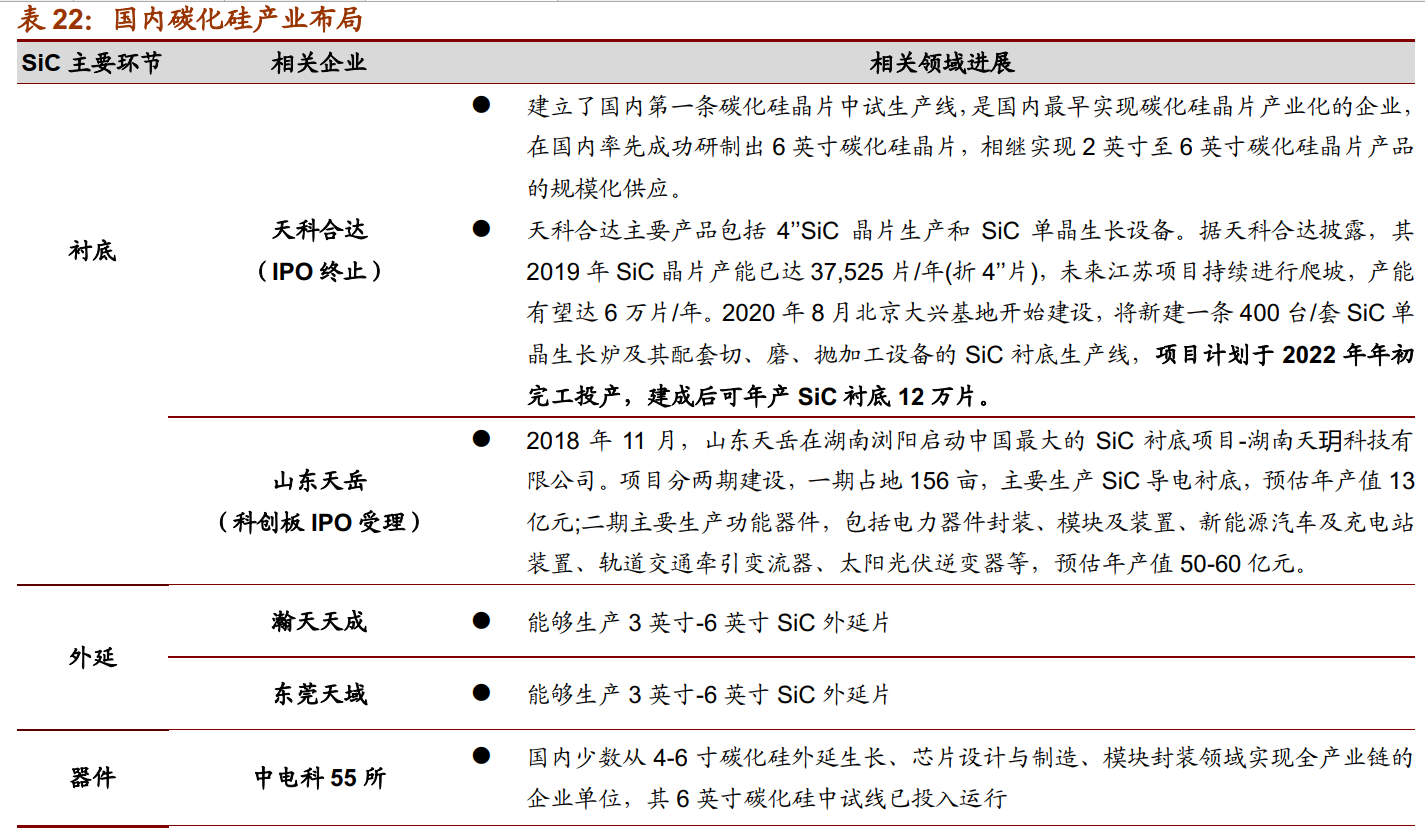 表 22：国内碳化硅产业布局
SiC 主要环节 相关企业 相关领域进展
衬底
天科合达
（IPO 终止）
● 建立了国内第一条碳化硅晶片中试生产线，是国内最早实现碳化硅晶片产业化的企业，
在国内率先成功研制出 6 英寸碳化硅晶片，相继实现 2 英寸至 6 英寸碳化硅晶片产品
的规模化供应。
● 天科合达主要产品包括 4’’SiC 晶片生产和 SiC 单晶生长设备。据天科合达披露，其
2019 年 SiC 晶片产能已达 37,525 片/年(折 4’’片)，未来江苏项目持续进行爬坡，产能
有望达 6 万片/年。2020 年 8 月北京大兴基地开始建设，将新建一条 400 台/套 SiC 单
晶生长炉及其配套切、磨、抛加工设备的 SiC 衬底生产线，项目计划于 2022 年年初
完工投产，建成后可年产 SiC 衬底 12 万片。
山东天岳
（科创板 IPO 受理）
● 2018 年 11 月，山东天岳在湖南浏阳启动中国最大的 SiC 衬底项目-湖南天玥科技有
限公司。项目分两期建设，一期占地 156 亩，主要生产 SiC 导电衬底，预估年产值 13
亿元;二期主要生产功能器件，包括电力器件封装、模块及装置、新能源汽车及充电站
装置、轨道交通牵引变流器、太阳光伏逆变器等，预估年产值 50-60 亿元。
外延
瀚天天成
● 能够生产 3 英寸-6 英寸 SiC 外延片
东莞天域
● 能够生产 3 英寸-6 英寸 SiC 外延片
器件
中电科 55 所
● 国内少数从 4-6 寸碳化硅外延生长、芯片设计与制造、模块封装领域实现全产业链的
企业单位，其 6 英寸碳化硅中试线已投入运行